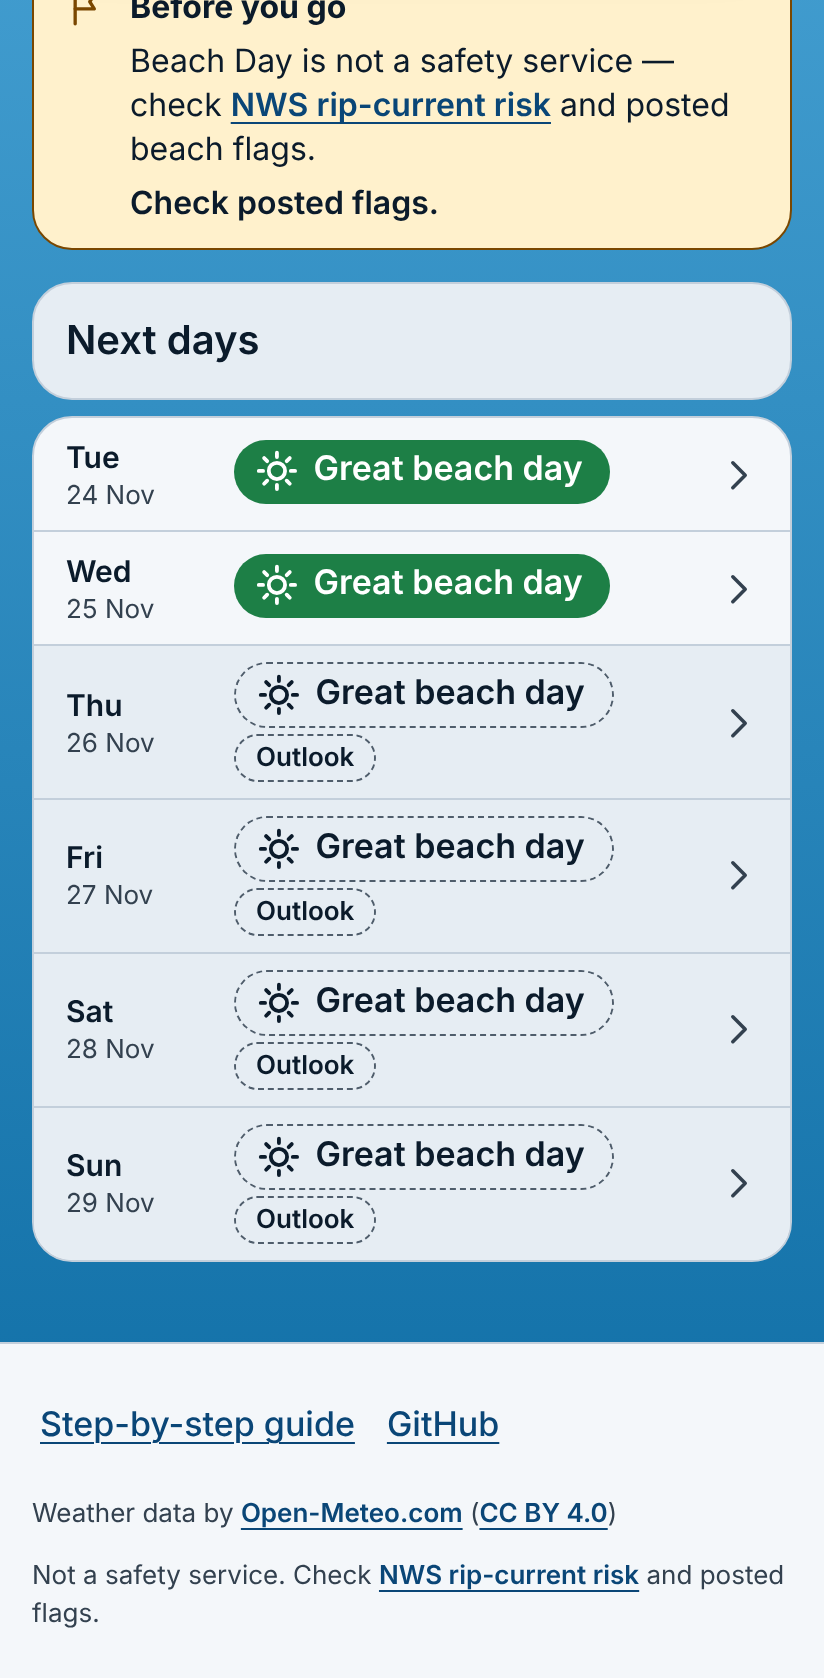 Before you go
Beach Day is not a safety service —
check NWS rip-current risk and posted
beach flags.
Check posted flags.
Next days
Tue
24 Nov
Great beach day
Wed
25 Nov
Great beach day
Thu
26 Nov
Great beach day
Outlook
Fri
27 Nov
Great beach day
Outlook
Sat
28 Nov
Great beach day
Outlook
Sun
29 Nov
Great beach day
Outlook
Step-by-step guide GitHub
Weather data by Open-Meteo.com (CC BY 4.0)
Not a safety service. Check NWS rip-current risk and posted
flags.